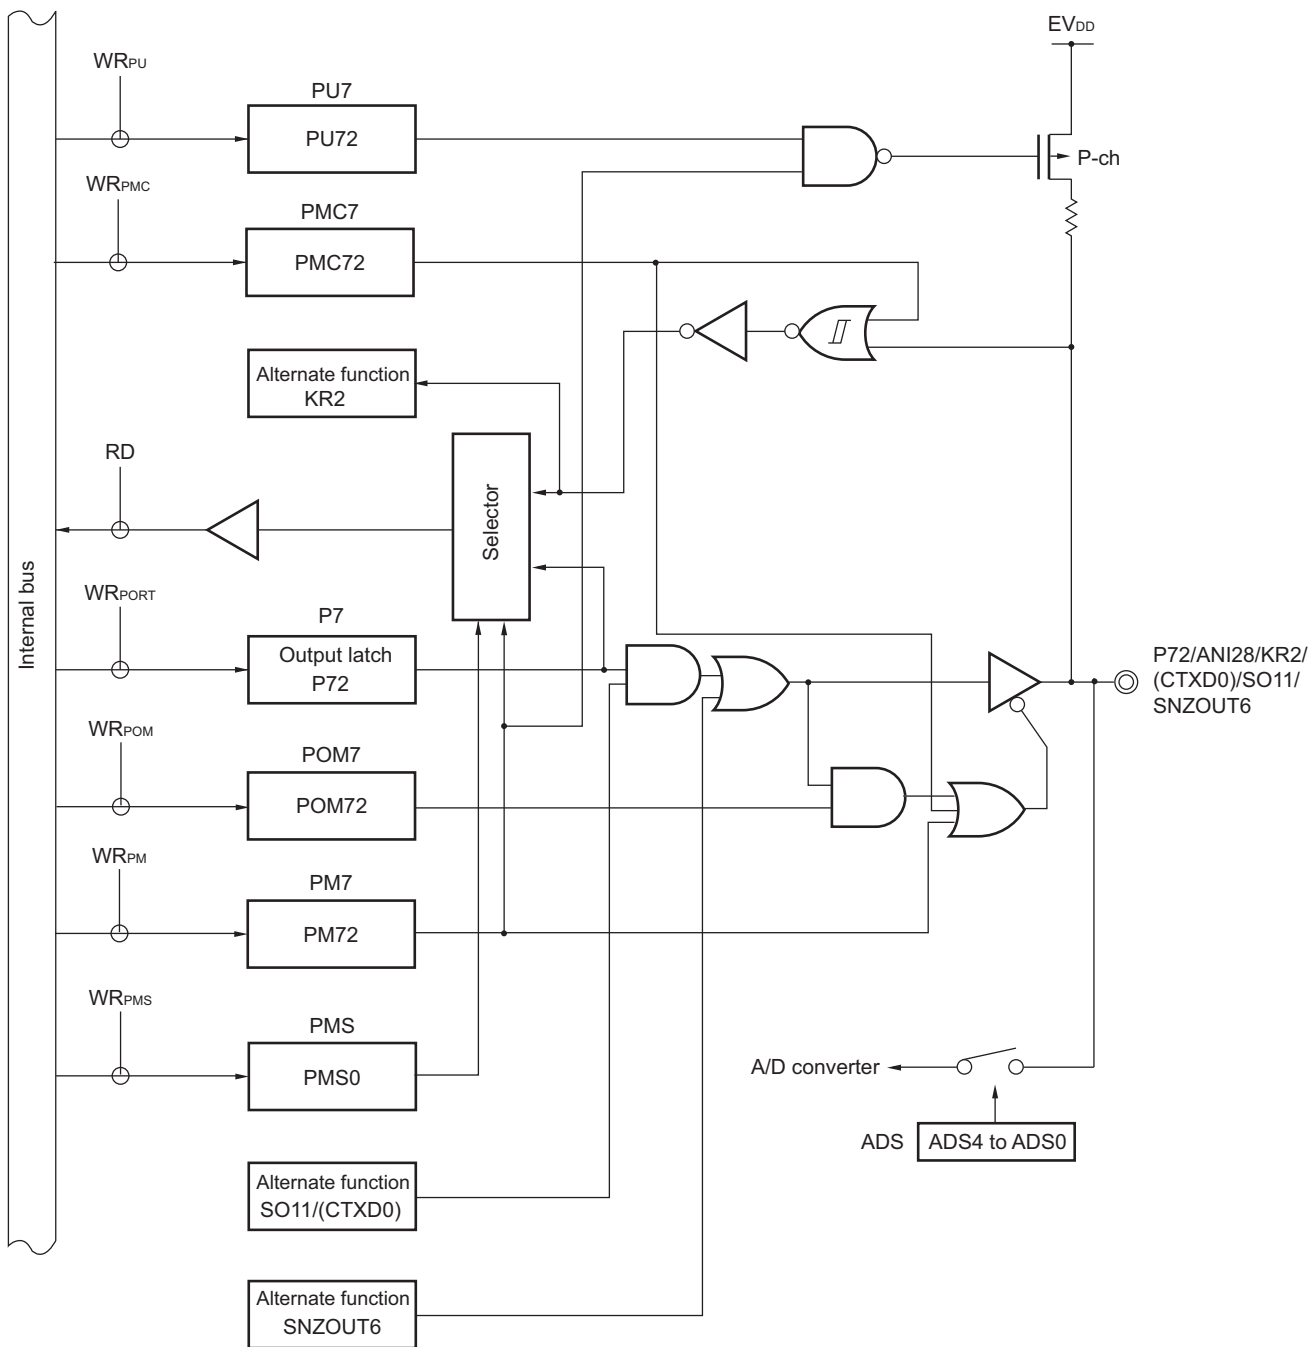 EVDD
WRPU
PU7
PU72
P-ch
WRPMC
PMC7
PMC72
Alternate function
KR2
RD
Selector
Internal bus
WRPORT
P7
Output latch
P72
P72/ANI28/KR2/
(CTXD0)/SO11/
SNZOUT6
WRPOM
POM7
POM72
WRPM
PM7
PM72
WRPMS
PMS
PMS0
A/D converter
ADS
ADS4 to ADS0
Alternate function
SO11/(CTXD0)
Alternate function
SNZOUT6